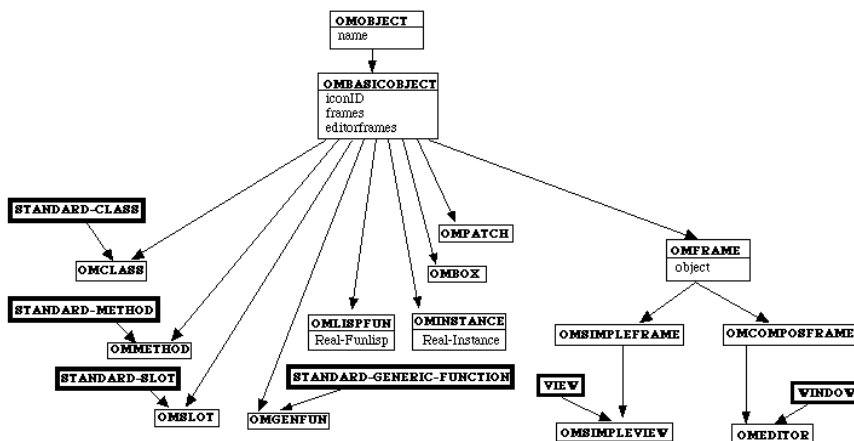 OMOBJECT
name
OMBASICOBJECT
iconID
frames
editorframes
STANDARD-CLASS
OMPATCH
OMCLASS
OMBOX
OMFRAME
object
STANDARD-METHOD
OMLISPFUN
Real-Funlisp
OMINSTANCE
Real-Instance
OMSIMPLEFRAME
OMCOMPOSFRAME
OMMETHOD
STANDARD-SLOT
STANDARD-GENERIC-FUNCTION
VIEW
WINDOW
OMSLOT
OMGENFUN
OMSIMPLEVIEW
OMEDITOR